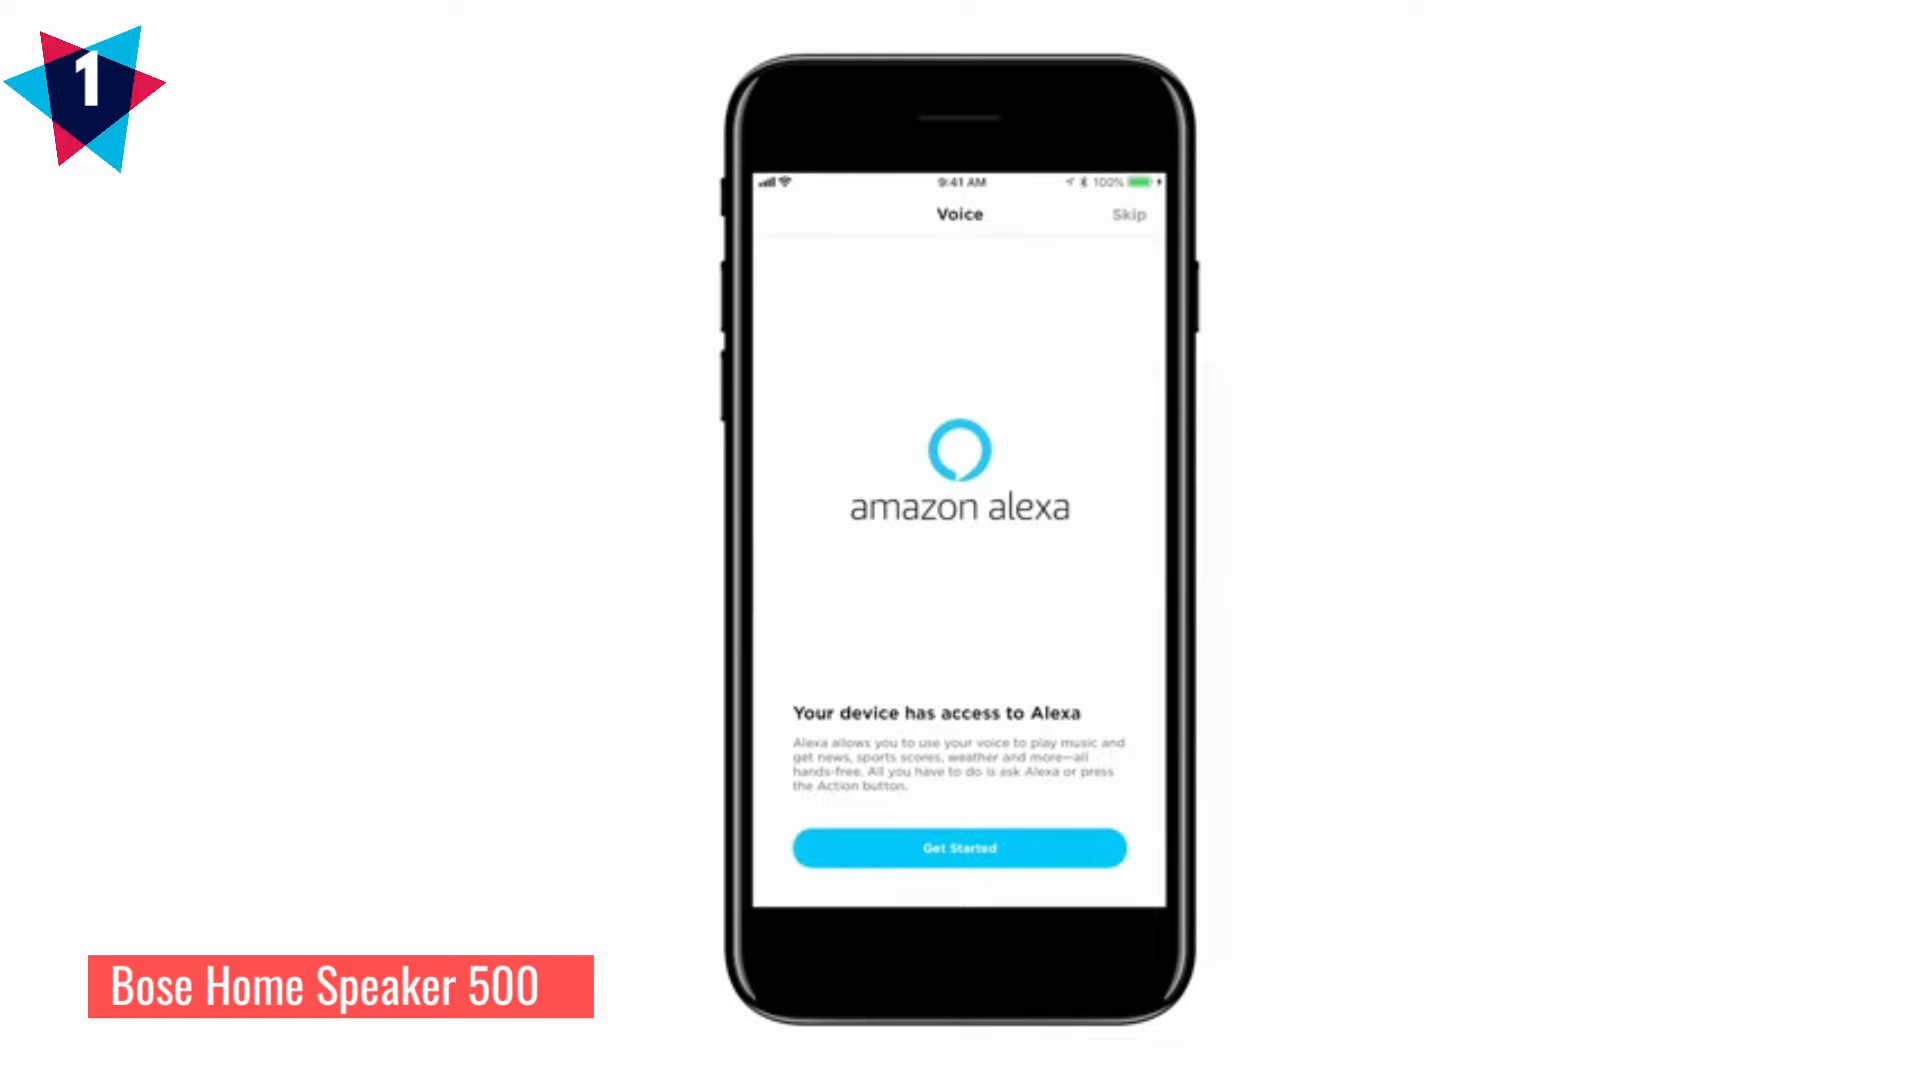 1
9:41 AM
100%
Voice
Skip
amazon alexa
Your device has access to Alexa
Alexa allows you to use your voice to play music and
get news, sports scores, weather and more—all
hands-free. All you have to do is ask Alexa or press
the Action button.
Get Started
Bose Home Speaker 500